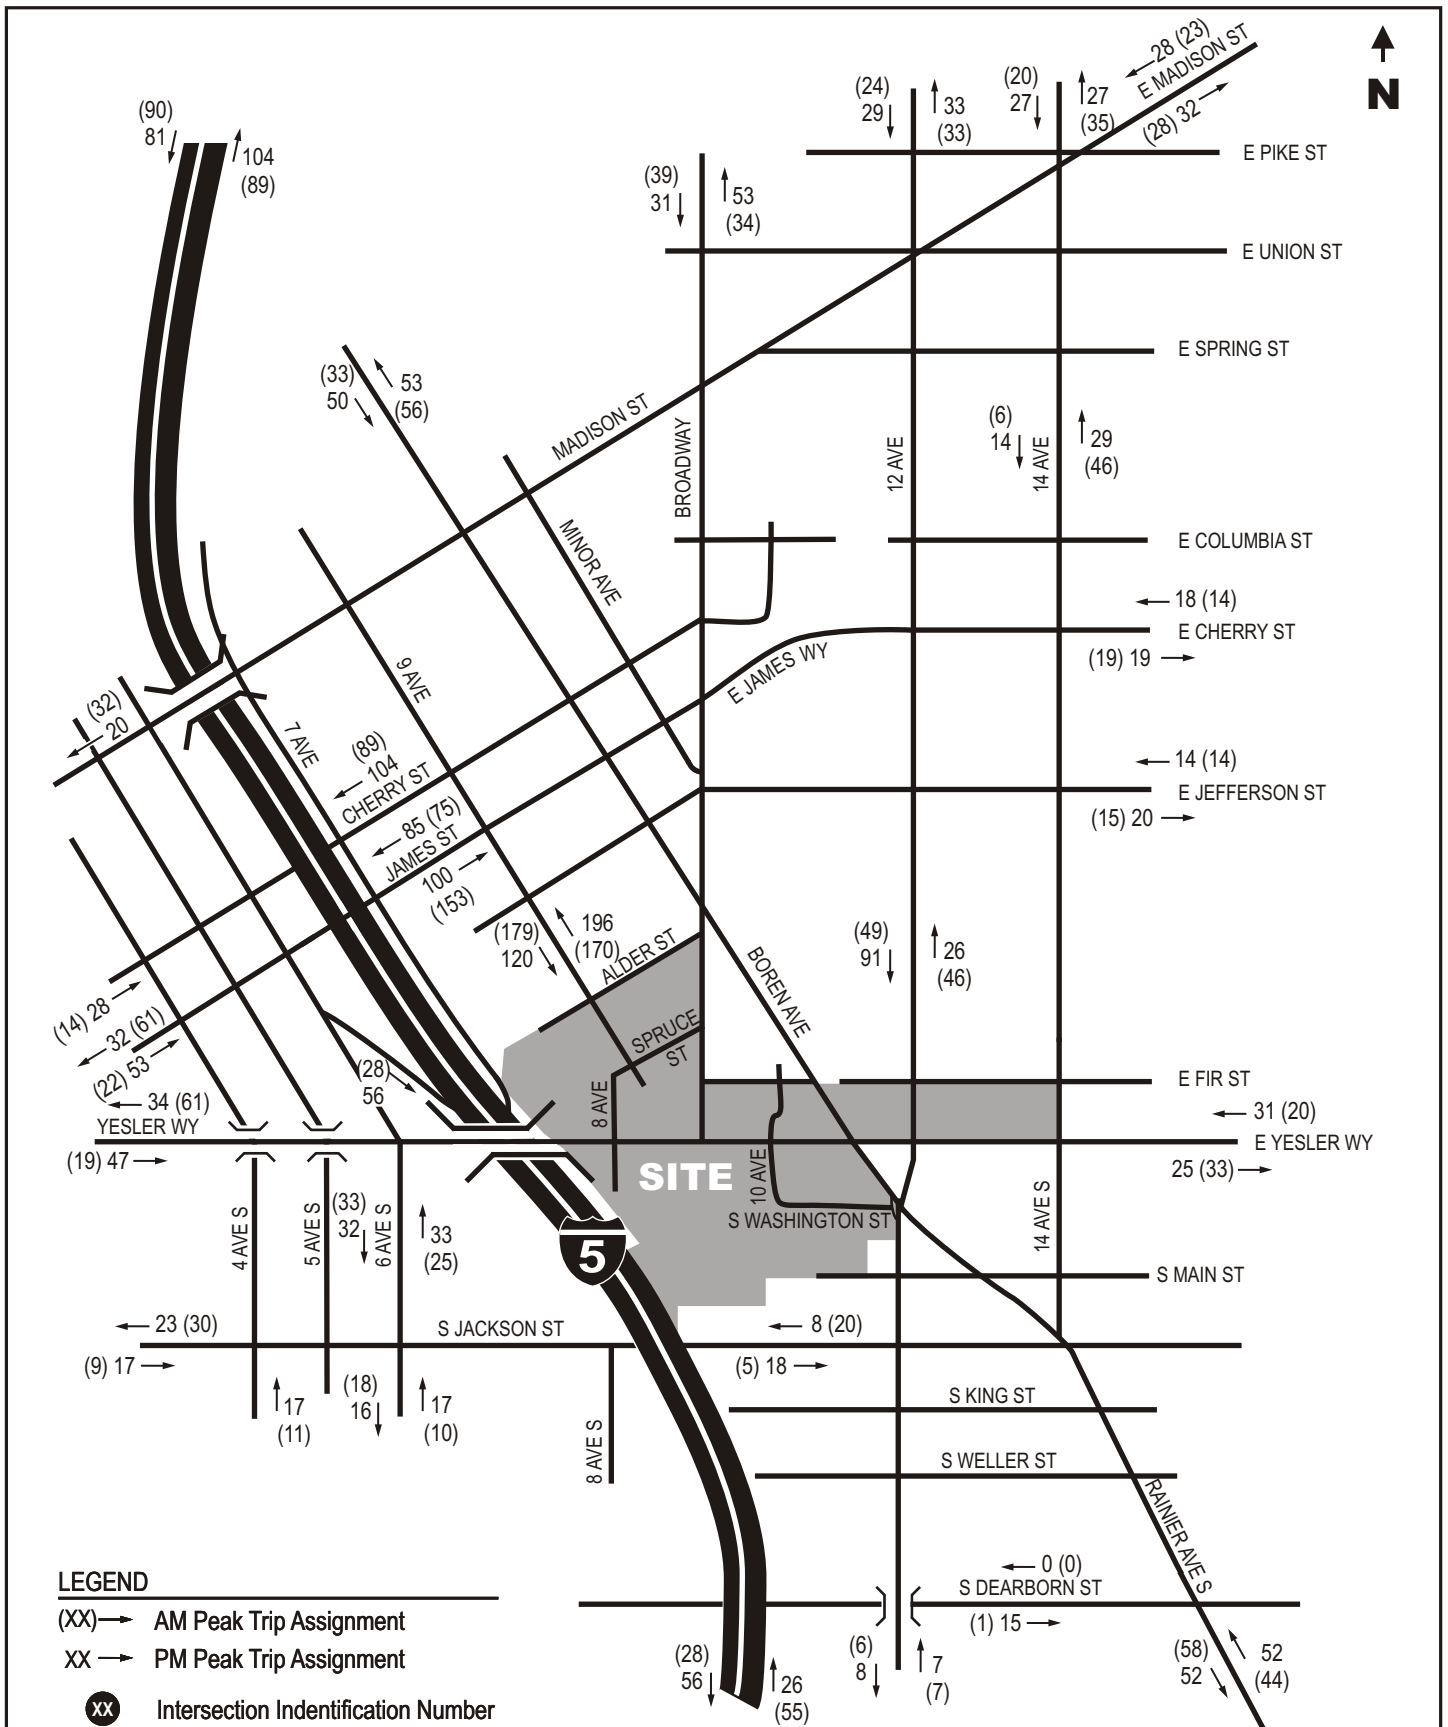 28 (23)
E MADISON ST
(28) 32
N
(24)
29
33
(33)
(20)
27
27
(35)
(90)
81
104
(89)
E PIKE ST
(39)
31
53
(34)
E UNION ST
E SPRING ST
(33)
50
53
(56)
MADISON ST
BROADWAY
12 AVE
(6)
14
14 AVE
29
(46)
MINOR AVE
E COLUMBIA ST
18 (14)
E CHERRY ST
(19) 19
E JAMES WY
9 AVE
(32)
20
7 AVE
(89)
104
CHERRY ST
14 (14)
E JEFFERSON ST
(15) 20
85 (75)
JAMES ST
100
(153)
(179)
120
196
(170)
ALDER ST
BOREN AVE
(49)
91
26
(46)
(14) 28
32 (61)
(22) 53
SPRUCE
ST
(28)
56
8 AVE
E FIR ST
34 (61)
YESLER WY
(19) 47
31 (20)
E YESLER WY
25 (33)
SITE
10 AVE
S WASHINGTON ST
4 AVE S
5 AVE S
(33)
32
6 AVE S
33
(25)
5
14 AVE S
S MAIN ST
23 (30)
S JACKSON ST
8 (20)
(9) 17
(5) 18
17
(11)
(18)
16
17
(10)
8 AVE S
S KING ST
S WELLER ST
RAINIER AVE S
0 (0)
S DEARBORN ST
(1) 15
LEGEND
(XX) AM Peak Trip Assignment
XX PM Peak Trip Assignment
XX Intersection Indentification Number
(28)
56
26
(55)
(6)
8
7
(7)
(58)
52
52
(44)